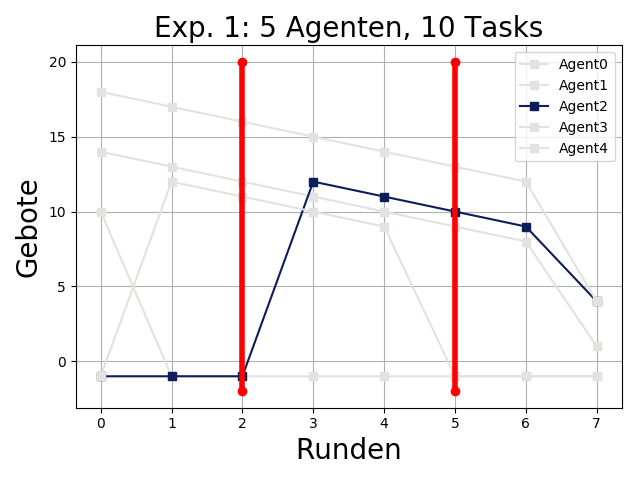 Exp. 1: 5 Agenten, 10 Tasks
Agent0
Agent1
Agent2
Agent3
Agent4
20
15
10
5
0
Gebote
0 1 2 3 4 5 6 7
Runden